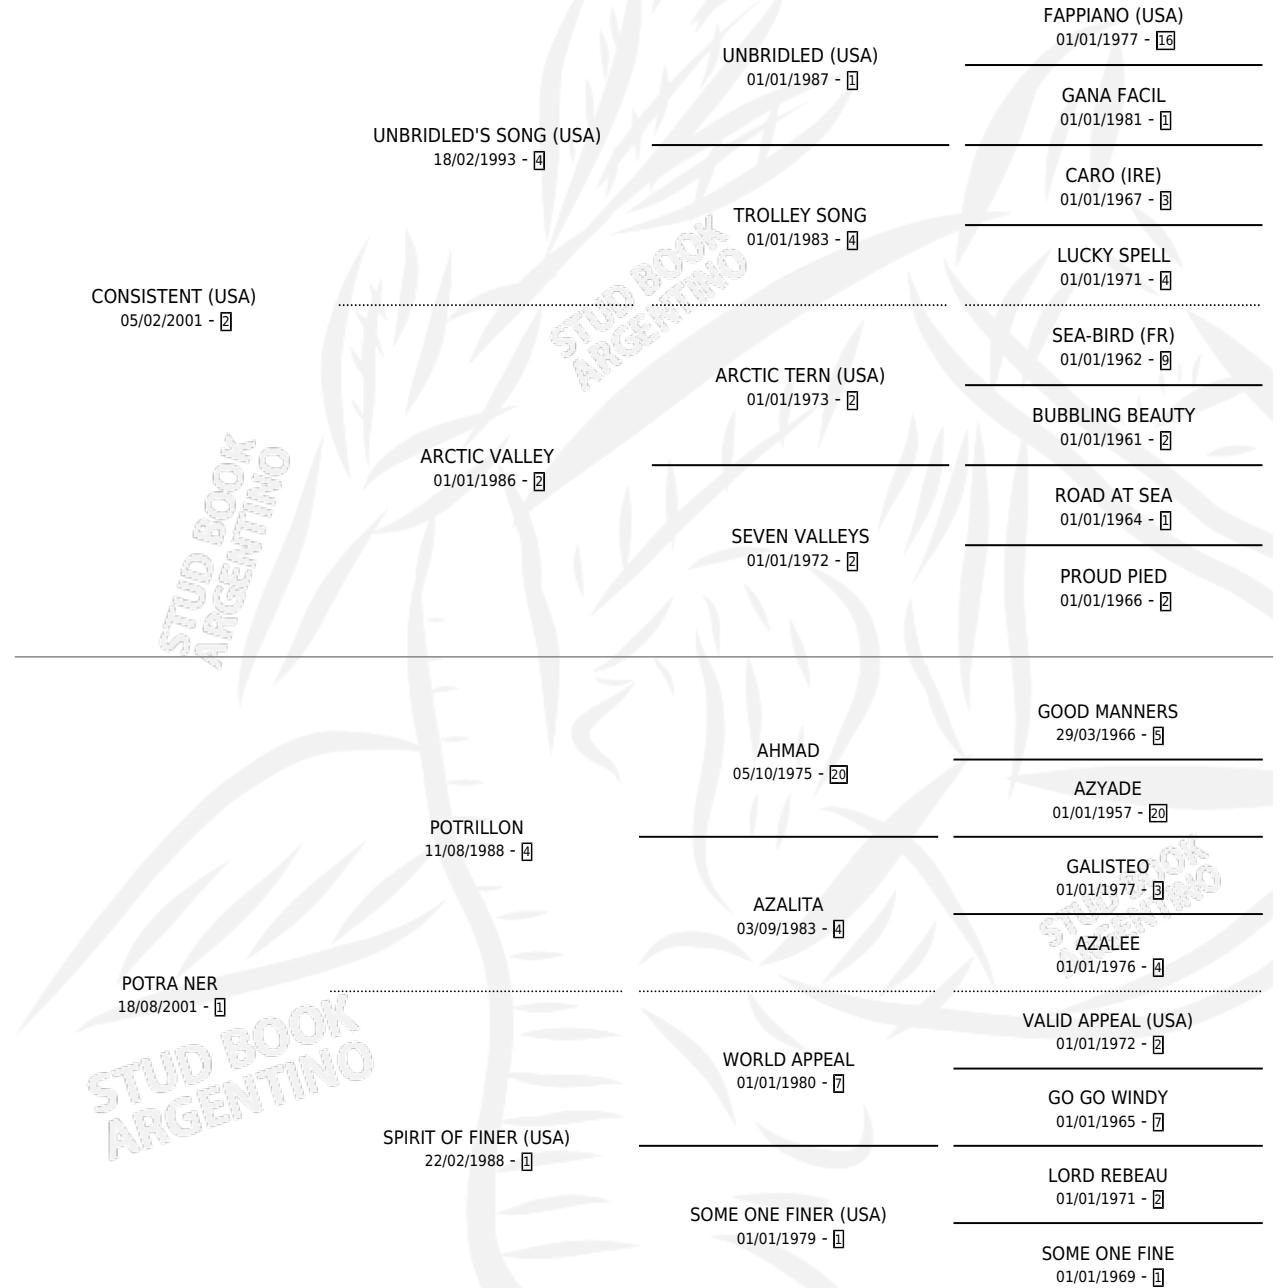 FAPPIANO (USA)
01/01/1977 - 16
UNBRIDLED (USA)
01/01/1987 - 1
GANA FACIL
01/01/1981 - 1
UNBRIDLED'S SONG (USA)
18/02/1993 - 4
CARO (IRE)
01/01/1967 - 3
TROLLEY SONG
01/01/1983 - 4
LUCKY SPELL
01/01/1971 - 4
CONSISTENT (USA)
05/02/2001 - 2
SEA-BIRD (FR)
01/01/1962 - 9
ARCTIC TERN (USA)
01/01/1973 - 2
BUBBLING BEAUTY
01/01/1961 - 2
ARCTIC VALLEY
01/01/1986 - 2
ROAD AT SEA
01/01/1964 - 1
SEVEN VALLEYS
01/01/1972 - 2
PROUD PIED
01/01/1966 - 2
STUD BOOK
ARGENTINO
STUD BOOK
ARGENTINO
GOOD MANNERS
29/03/1966 - 5
AHMAD
05/10/1975 - 20
AZYADE
01/01/1957 - 20
POTRILLON
11/08/1988 - 4
GALISTEO
01/01/1977 - 3
AZALITA
03/09/1983 - 4
AZALEE
01/01/1976 - 4
STUD BOOK
ARGENTINO
POTRA NER
18/08/2001 - 1
VALID APPEAL (USA)
01/01/1972 - 2
WORLD APPEAL
01/01/1980 - 7
GO GO WINDY
01/01/1965 - 7
SPIRIT OF FINER (USA)
22/02/1988 - 1
LORD REBEAU
01/01/1971 - 2
SOME ONE FINER (USA)
01/01/1979 - 1
SOME ONE FINE
01/01/1969 - 1
STUD BOOK
ARGENTINO